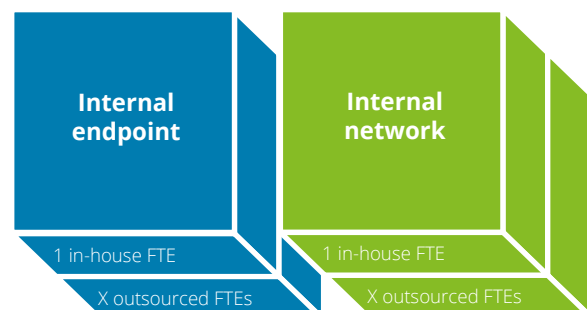 Internal
endpoint
1 in-house FTE
X outsourced FTEs
Internal
network
1 in-house FTE
X outsourced FTEs